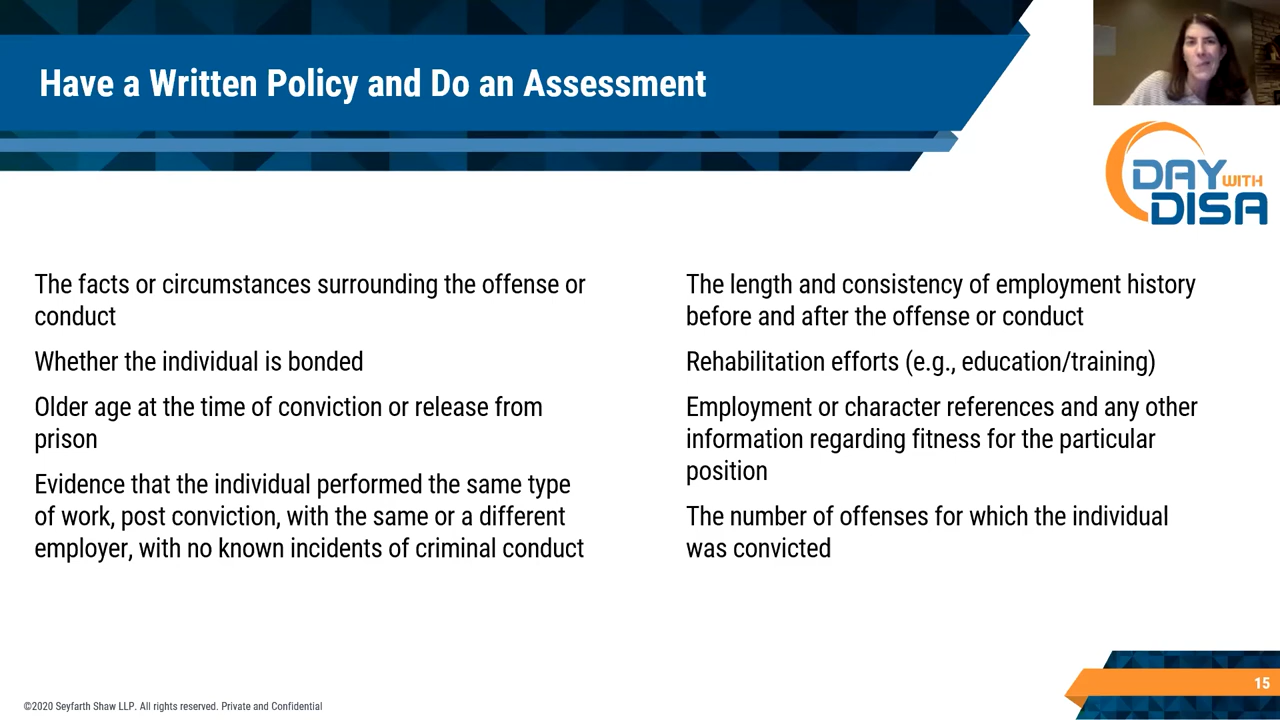 Have a Written Policy and Do an Assessment
DAY WITH
DISA
The facts or circumstances surrounding the offense or
conduct
Whether the individual is bonded
Older age at the time of conviction or release from
prison
Evidence that the individual performed the same type
of work, post conviction, with the same or a different
employer, with no known incidents of criminal conduct
The length and consistency of employment history
before and after the offense or conduct
Rehabilitation efforts (e.g., education/training)
Employment or character references and any other
information regarding fitness for the particular
position
The number of offenses for which the individual
was convicted
15
©2020 Seyfarth Shaw LLP. All rights reserved. Private and Confidential